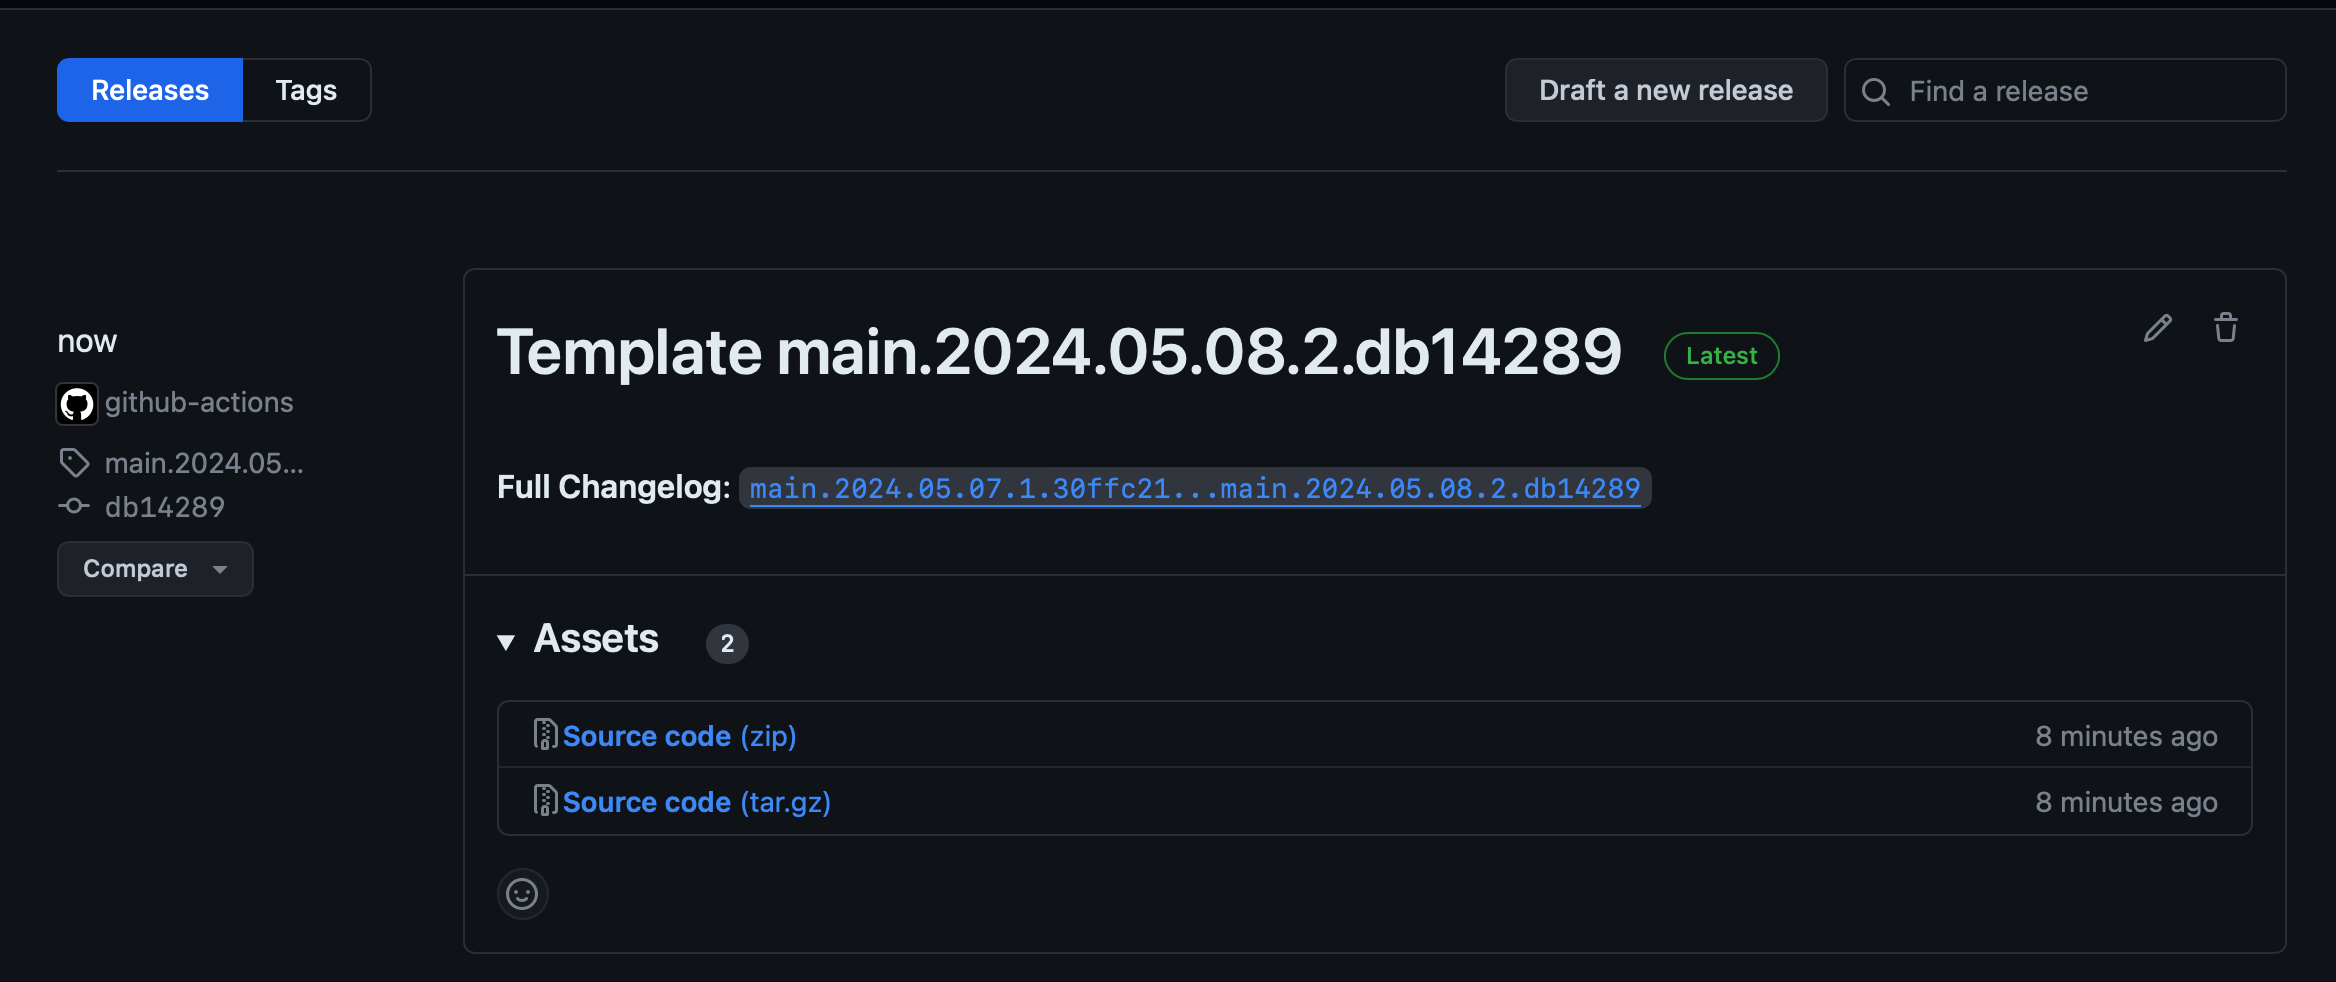 Releases
Tags
Draft a new release
Find a release
now
github-actions
main.2024.05...
db14289
Compare
Template main.2024.05.08.2.db14289
Latest
Full Changelog: main.2024.05.07.1.30ffc21...main.2024.05.08.2.db14289
Assets 2
Source code (zip)
8 minutes ago
Source code (tar.gz)
8 minutes ago